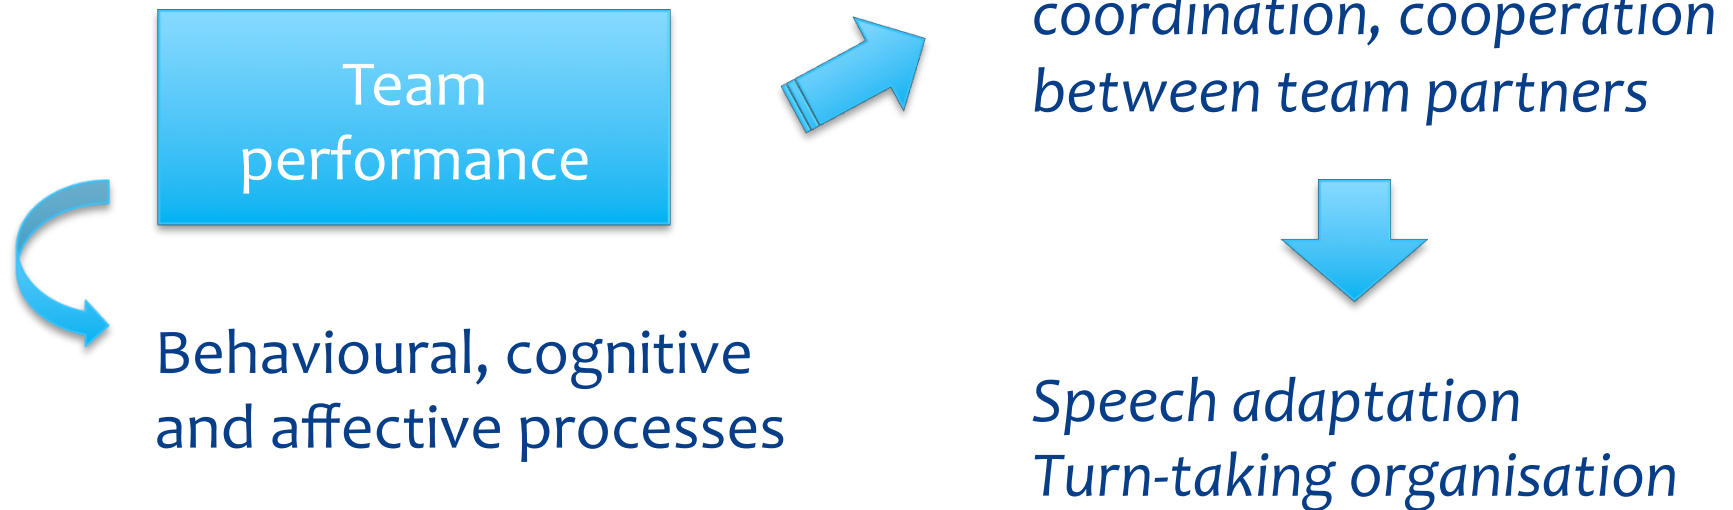 Team
performance
coordination, cooperation
between team partners
Behavioural, cognitive
and affective processes
Speech adaptation
Turn-taking organisation